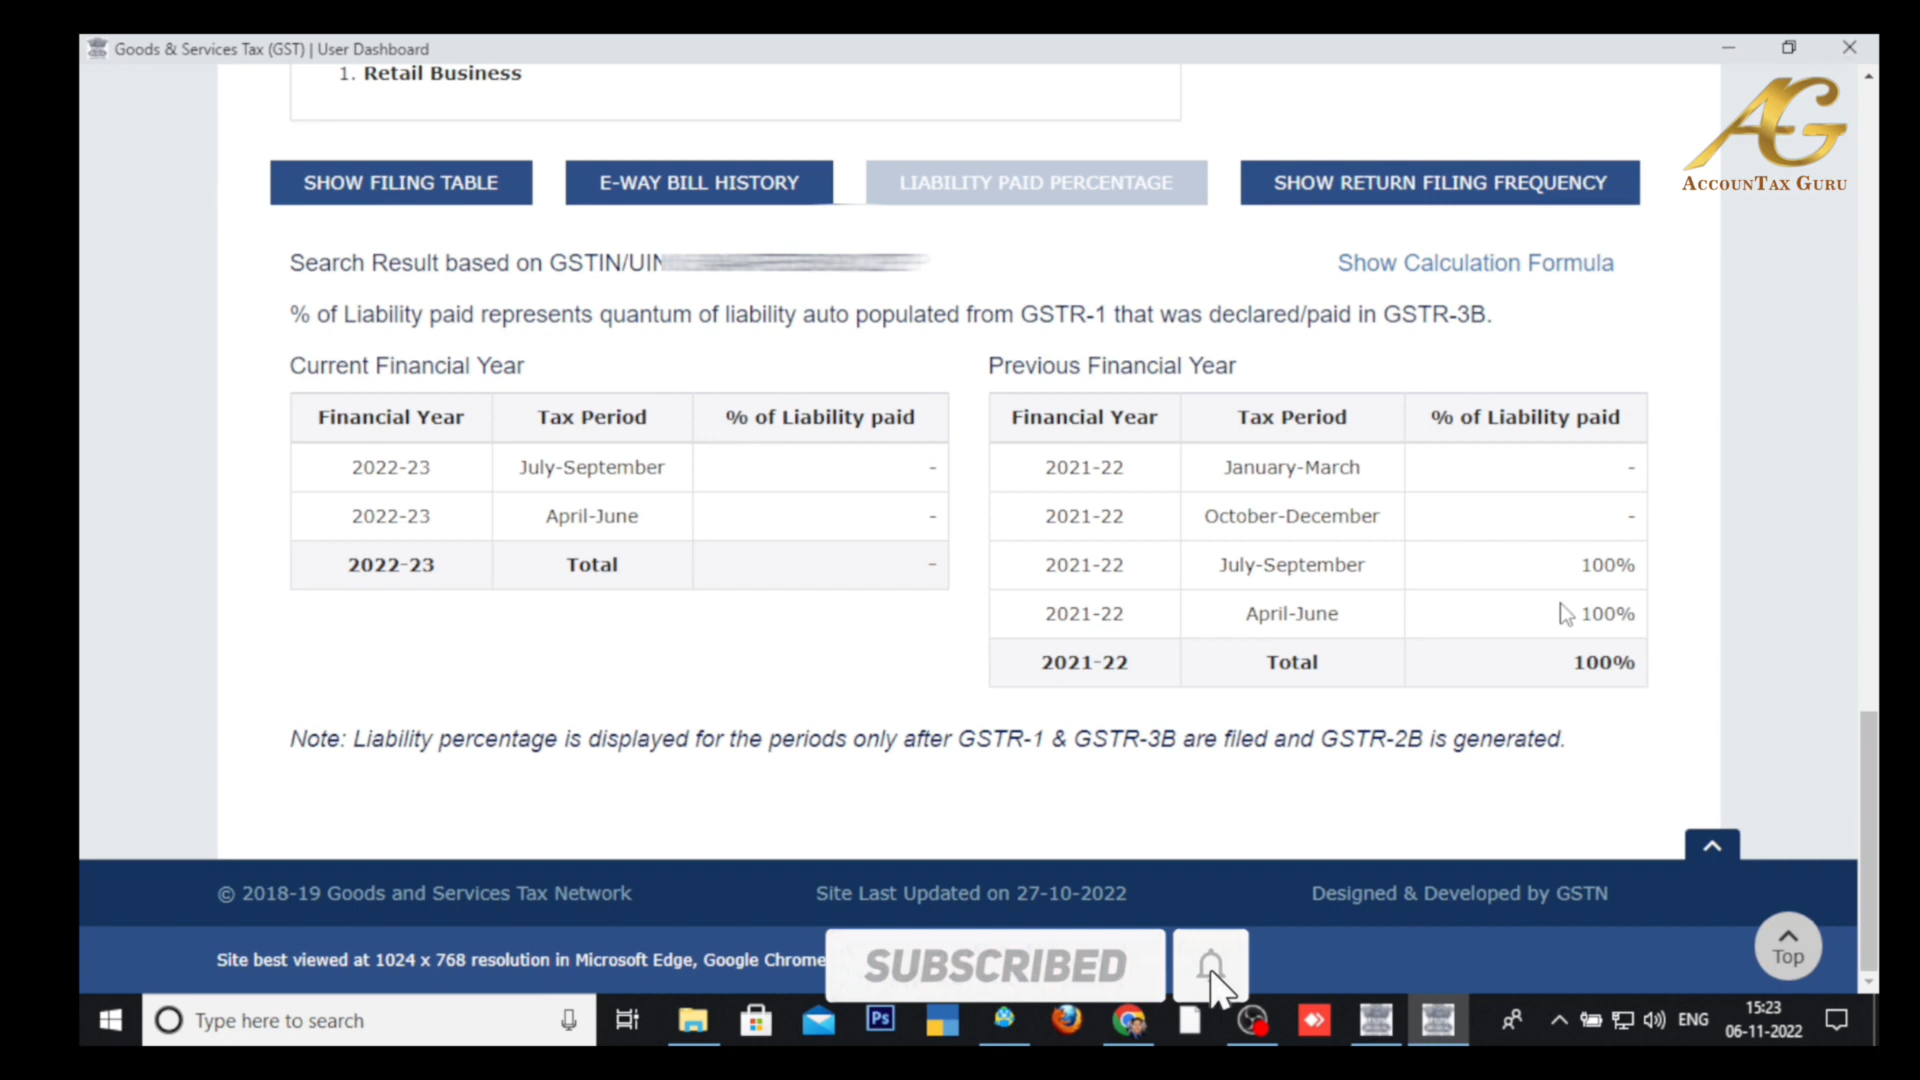 Goods & Services Tax (GST) | User Dashboard
1. Retail Business
AG
ACCOUNTAX GURU
SHOW FILING TABLE
E-WAY BILL HISTORY
LIABILITY PAID PERCENTAGE
SHOW RETURN FILING FREQUENCY
Search Result based on GSTIN/UIN
Show Calculation Formula
% of Liability paid represents quantum of liability auto populated from GSTR-1 that was declared/paid in GSTR-3B.
Current Financial Year
Financial Year Tax Period % of Liability paid
2022-23 July-September -
2022-23 April-June -
2022-23 Total -
Previous Financial Year
Financial Year Tax Period % of Liability paid
2021-22 January-March -
2021-22 October-December -
2021-22 July-September 100%
2021-22 April-June 100%
2021-22 Total 100%
Note: Liability percentage is displayed for the periods only after GSTR-1 & GSTR-3B are filed and GSTR-2B is generated.
© 2018-19 Goods and Services Tax Network
Site Last Updated on 27-10-2022
Designed & Developed by GSTN
Site best viewed at 1024 x 768 resolution in Microsoft Edge, Google Chrome
SUBSCRIBED
Top
Type here to search
Ps
ENG
15:23
06-11-2022